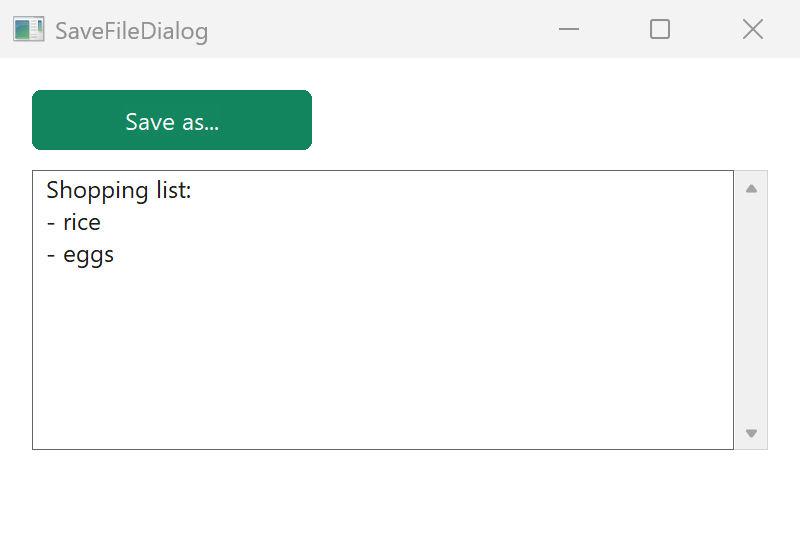 SaveFileDialog
Save as...
Shopping list:
- rice
- eggs